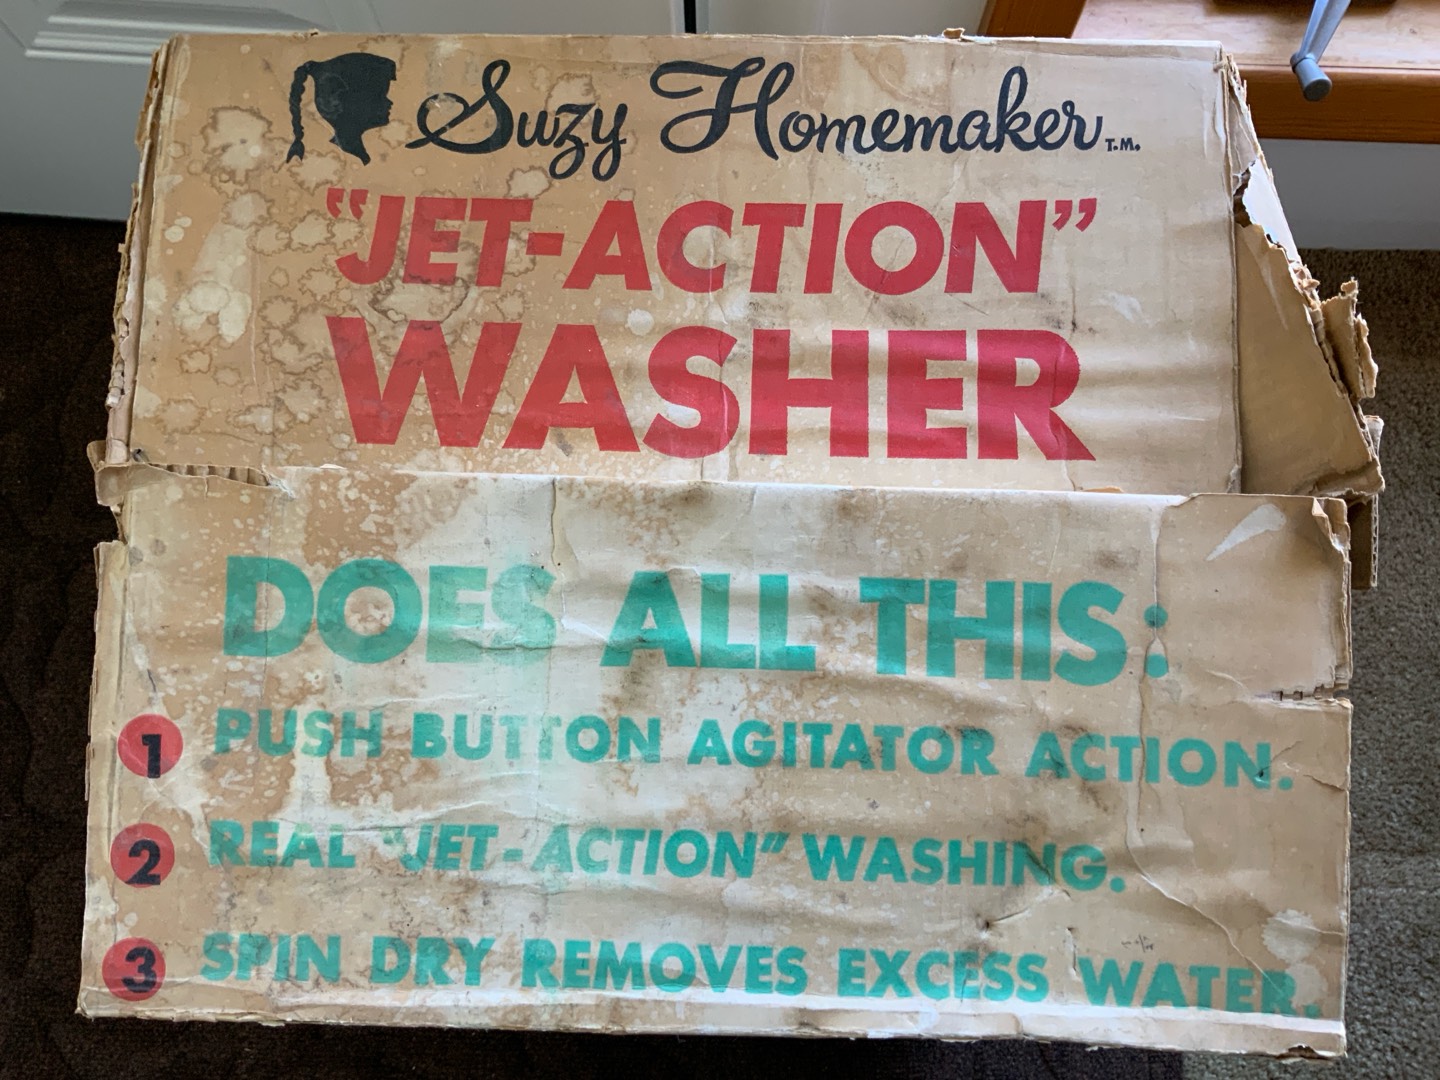 Suzy Homemaker T.M.
"JET-ACTION"
WASHER
DOES ALL THIS:
1 PUSH BUTTON AGITATOR ACTION.
2 REAL "JET-ACTION" WASHING.
3 SPIN DRY REMOVES EXCESS WATER.